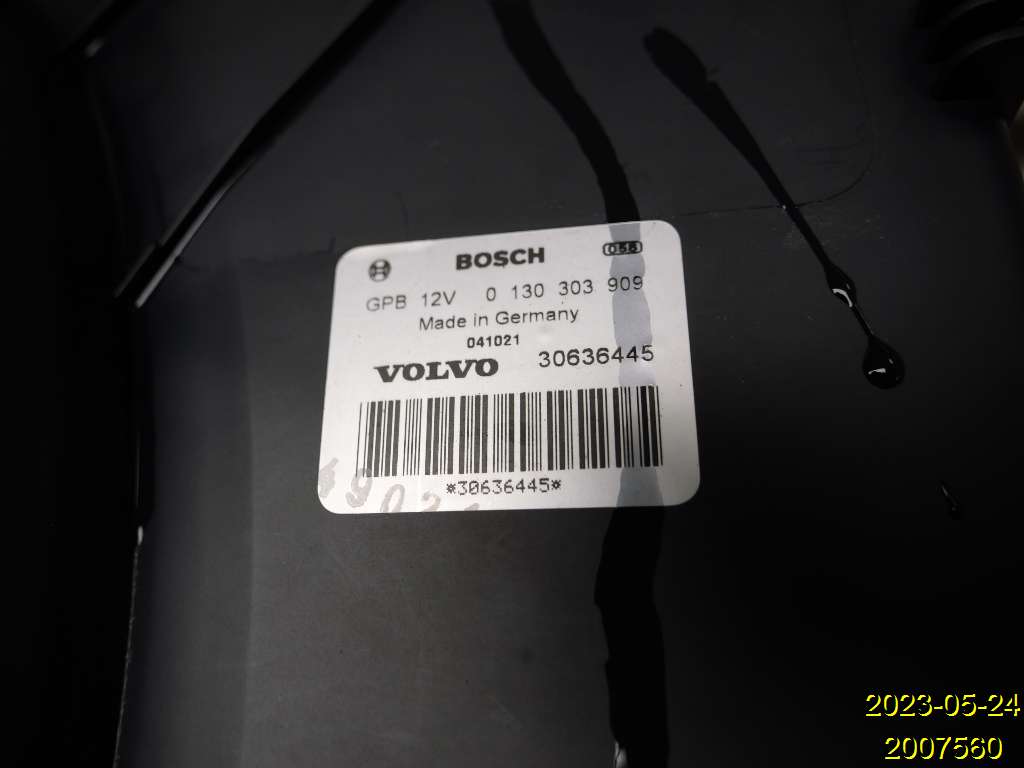 BOSCH
GPB 12V 0 130 303 909
Made in Germany
041021
VOLVO 30636445
*30636445*
2023-05-24
2007560